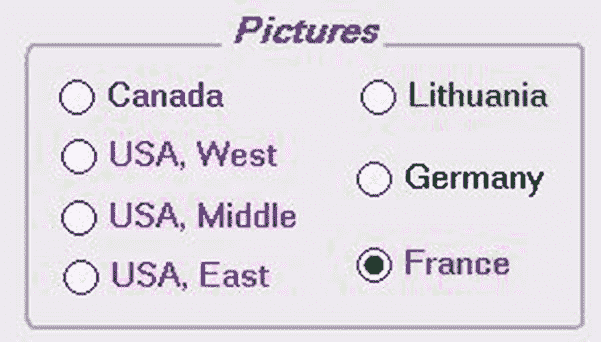 Pictures
Canada
USA, West
USA, Middle
USA, East
Lithuania
Germany
France